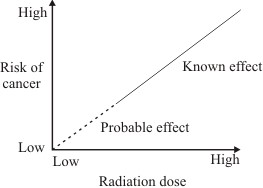 High
Risk of
cancer
Known effect
Probable effect
Low
Low
High
Radiation dose